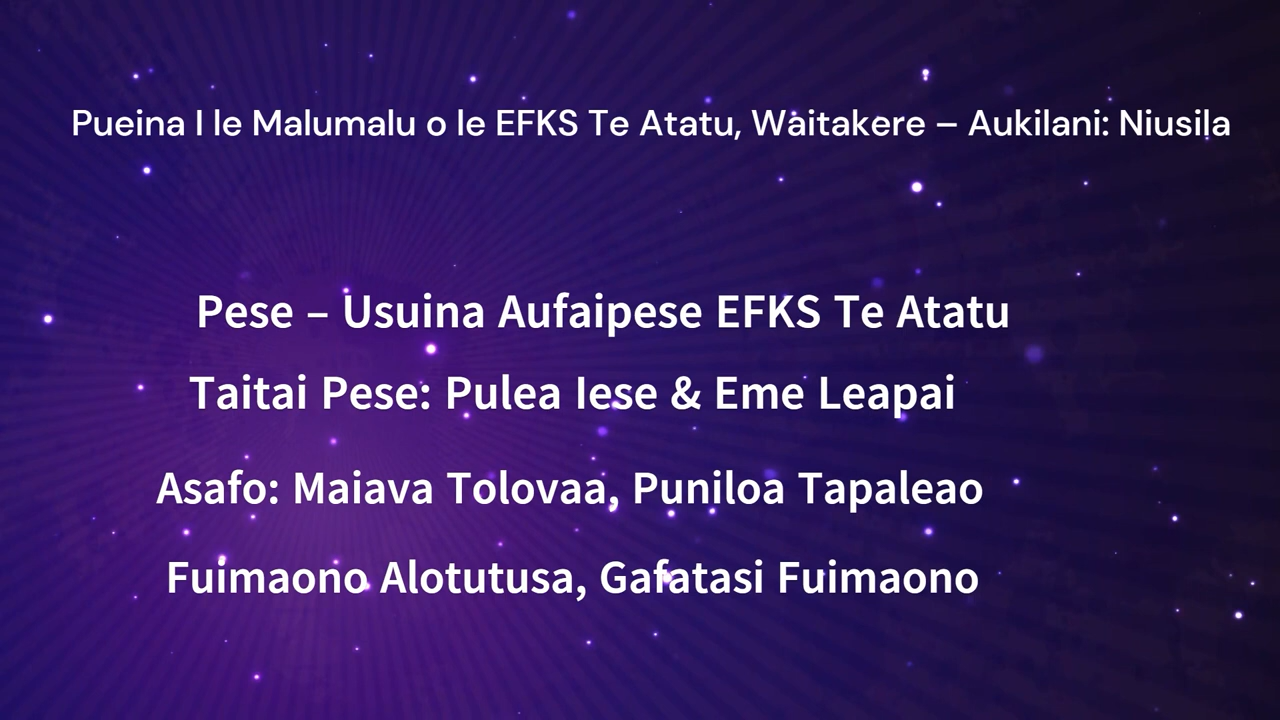 Pueina I le Malumalu o le EFKS Te Atatu, Waitakere – Aukilani: Niusila
Pese – Usuina Aufaipese EFKS Te Atatu
Taitai Pese: Pulea Iese & Eme Leapai
Asafo: Maiava Tolovaa, Puniloa Tapaleao
Fuimaono Alotutusa, Gafatasi Fuimaono